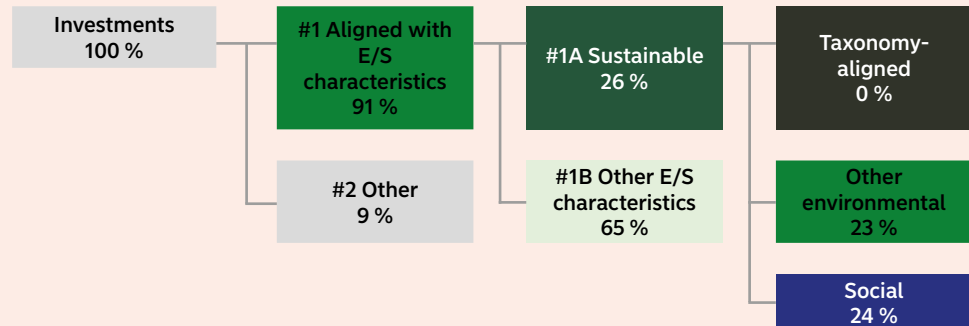 Investments
100 %
#1 Aligned with
E/S
characteristics
91 %
#2 Other
9 %
#1A Sustainable
26 %
#1B Other E/S
characteristics
65 %
Taxonomy-
aligned
0 %
Other
environmental
23 %
Social
24 %